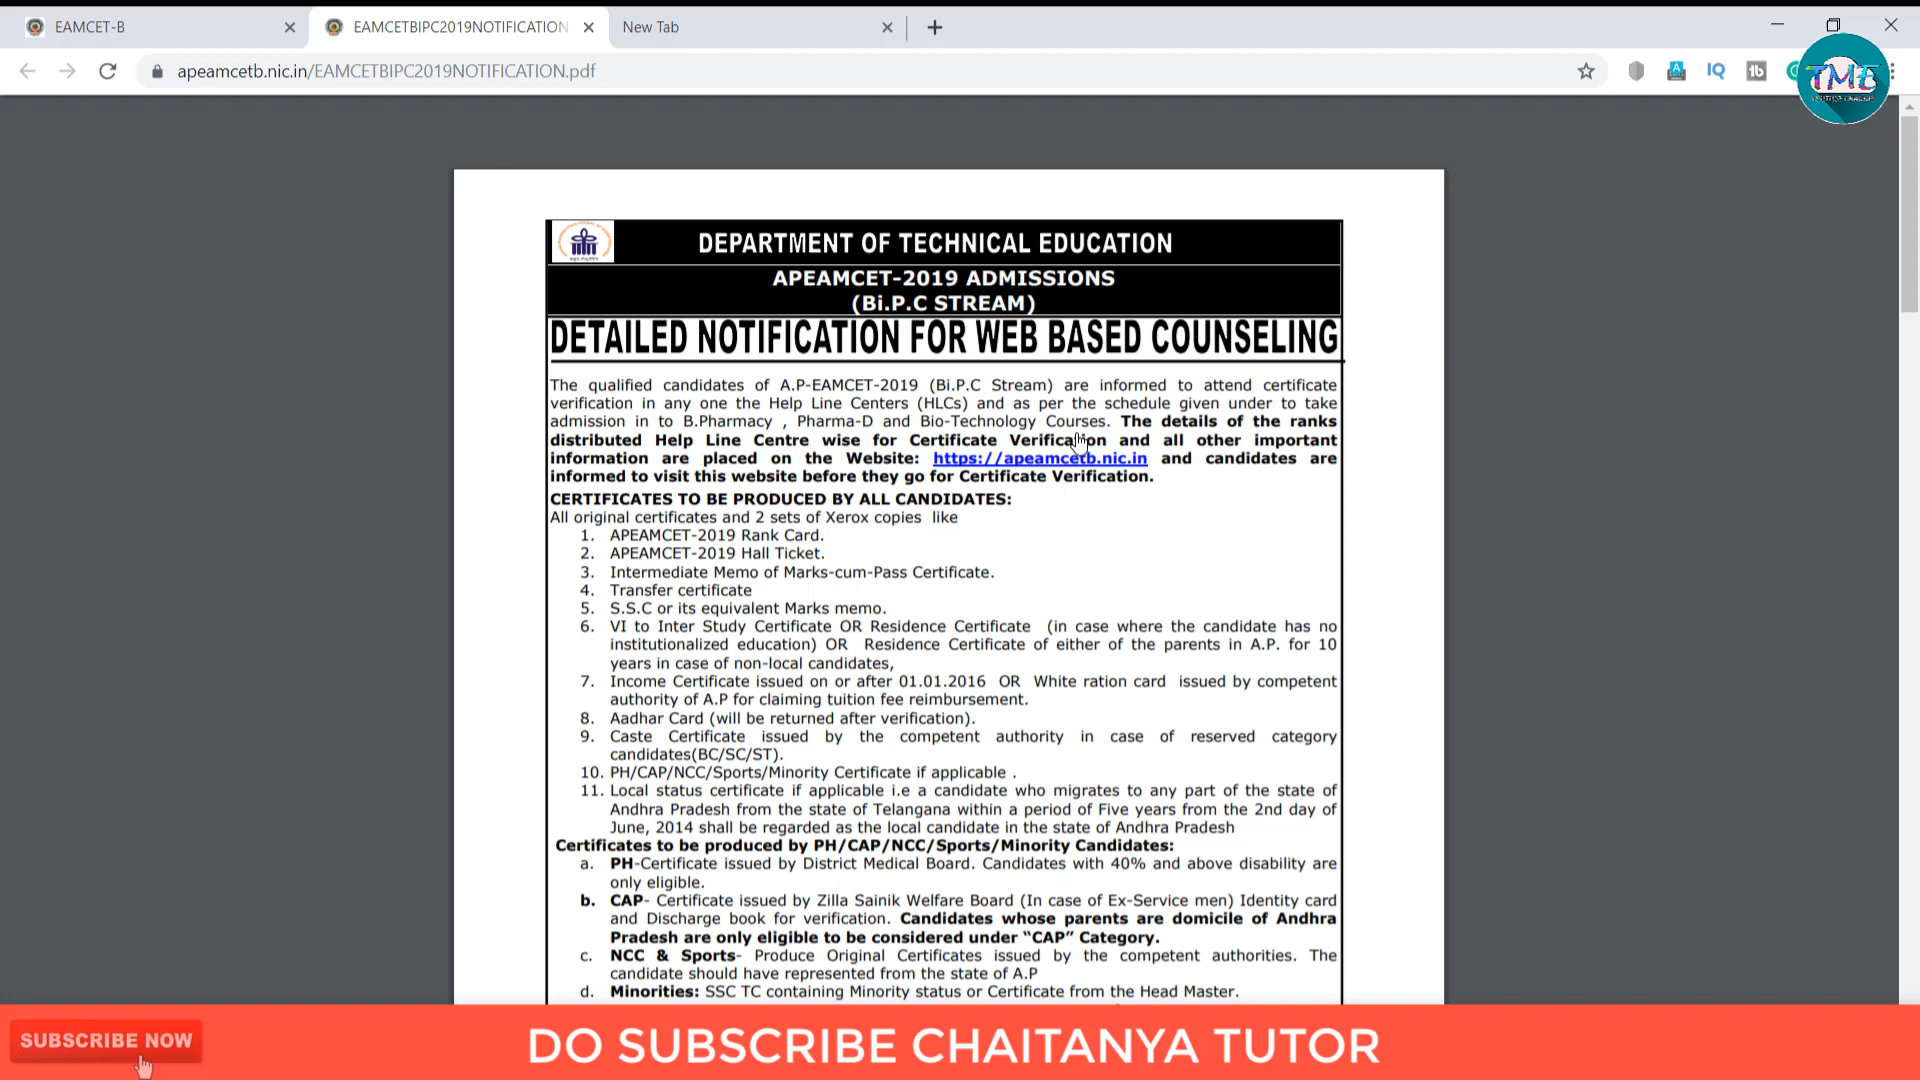 EAMCET-B
EAMCETBIPC2019NOTIFICATION
New Tab
apeamcetb.nic.in/EAMCETBIPC2019NOTIFICATION.pdf
TME
DEPARTMENT OF TECHNICAL EDUCATION
APEAMCET-2019 ADMISSIONS
(Bi.P.C STREAM)
DETAILED NOTIFICATION FOR WEB BASED COUNSELING
The qualified candidates of A.P-EAMCET-2019 (Bi.P.C Stream) are informed to attend certificate
verification in any one the Help Line Centers (HLCs) and as per the schedule given under to take
admission in to B.Pharmacy , Pharma-D and Bio-Technology Courses. The details of the ranks
distributed Help Line Centre wise for Certificate Verification and all other important
information are placed on the Website: https://apeamcetb.nic.in and candidates are
informed to visit this website before they go for Certificate Verification.
CERTIFICATES TO BE PRODUCED BY ALL CANDIDATES:
All original certificates and 2 sets of Xerox copies like
1. APEAMCET-2019 Rank Card.
2. APEAMCET-2019 Hall Ticket.
3. Intermediate Memo of Marks-cum-Pass Certificate.
4. Transfer certificate
5. S.S.C or its equivalent Marks memo.
6. VI to Inter Study Certificate OR Residence Certificate (in case where the candidate has no
institutionalized education) OR Residence Certificate of either of the parents in A.P. for 10
years in case of non-local candidates,
7. Income Certificate issued on or after 01.01.2016 OR White ration card issued by competent
authority of A.P for claiming tuition fee reimbursement.
8. Aadhar Card (will be returned after verification).
9. Caste Certificate issued by the competent authority in case of reserved category
candidates(BC/SC/ST).
10. PH/CAP/NCC/Sports/Minority Certificate if applicable .
11. Local status certificate if applicable i.e a candidate who migrates to any part of the state of
Andhra Pradesh from the state of Telangana within a period of Five years from the 2nd day of
June, 2014 shall be regarded as the local candidate in the state of Andhra Pradesh
Certificates to be produced by PH/CAP/NCC/Sports/Minority Candidates:
a. PH-Certificate issued by District Medical Board. Candidates with 40% and above disability are
only eligible.
b. CAP- Certificate issued by Zilla Sainik Welfare Board (In case of Ex-Service men) Identity card
and Discharge book for verification. Candidates whose parents are domicile of Andhra
Pradesh are only eligible to be considered under “CAP” Category.
c. NCC & Sports- Produce Original Certificates issued by the competent authorities. The
candidate should have represented from the state of A.P
d. Minorities: SSC TC containing Minority status or Certificate from the Head Master.
SUBSCRIBE NOW
DO SUBSCRIBE CHAITANYA TUTOR